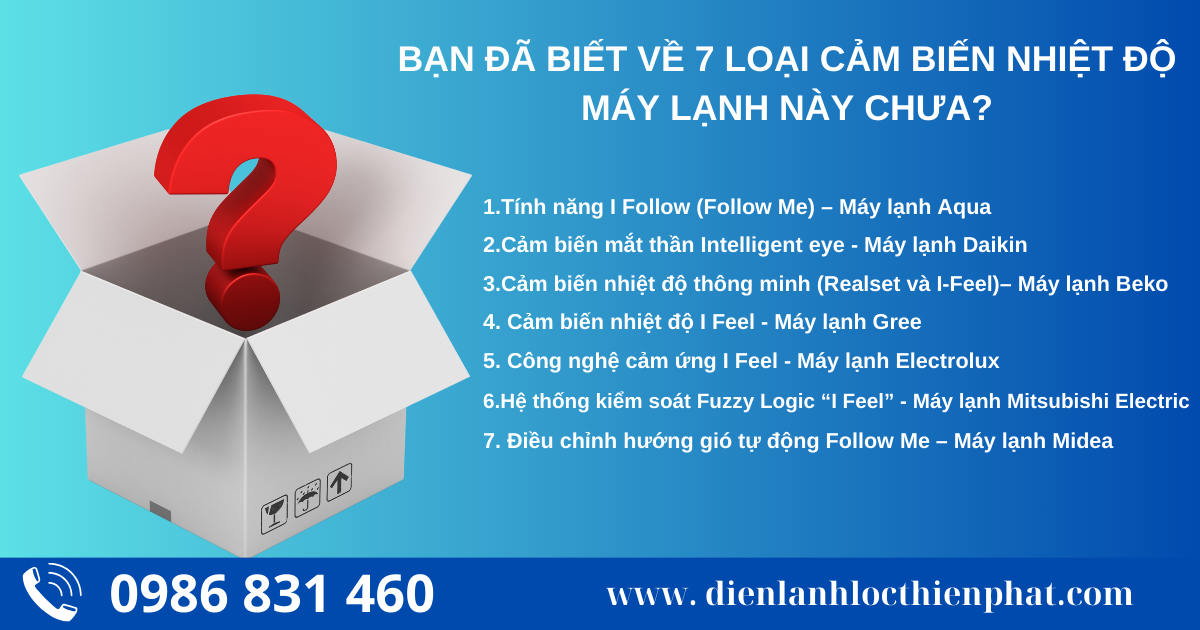 BẠN ĐÃ BIẾT VỀ 7 LOẠI CẢM BIẾN NHIỆT ĐỘ
MÁY LẠNH NÀY CHƯA?
1.Tính năng I Follow (Follow Me) – Máy lạnh Aqua
2.Cảm biến mắt thần Intelligent eye - Máy lạnh Daikin
3.Cảm biến nhiệt độ thông minh (Realset và I-Feel)– Máy lạnh Beko
4. Cảm biến nhiệt độ I Feel - Máy lạnh Gree
5. Công nghệ cảm ứng I Feel - Máy lạnh Electrolux
6.Hệ thống kiểm soát Fuzzy Logic “I Feel” - Máy lạnh Mitsubishi Electric
7. Điều chỉnh hướng gió tự động Follow Me – Máy lạnh Midea
0986 831 460
www. dienlanhlocthienphat.com